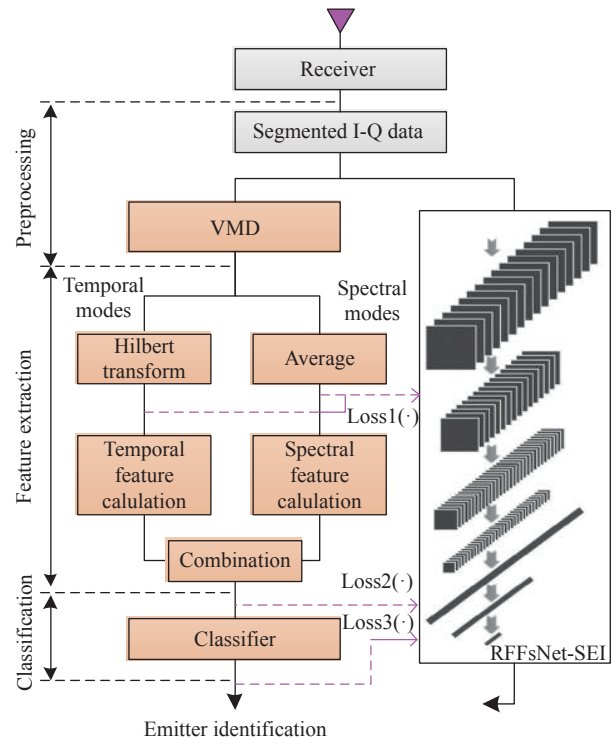 Receiver
Segmented I-Q data
Preprocessing
VMD
Temporal
modes
Spectral
modes
Hilbert
transform
Average
Feature extraction
Loss1(·)
Temporal
feature
calulation
Spectral
feature
calulation
Combination
Loss2(·)
Loss3(·)
Classification
Classifier
RFFsNet-SEI
Emitter identification